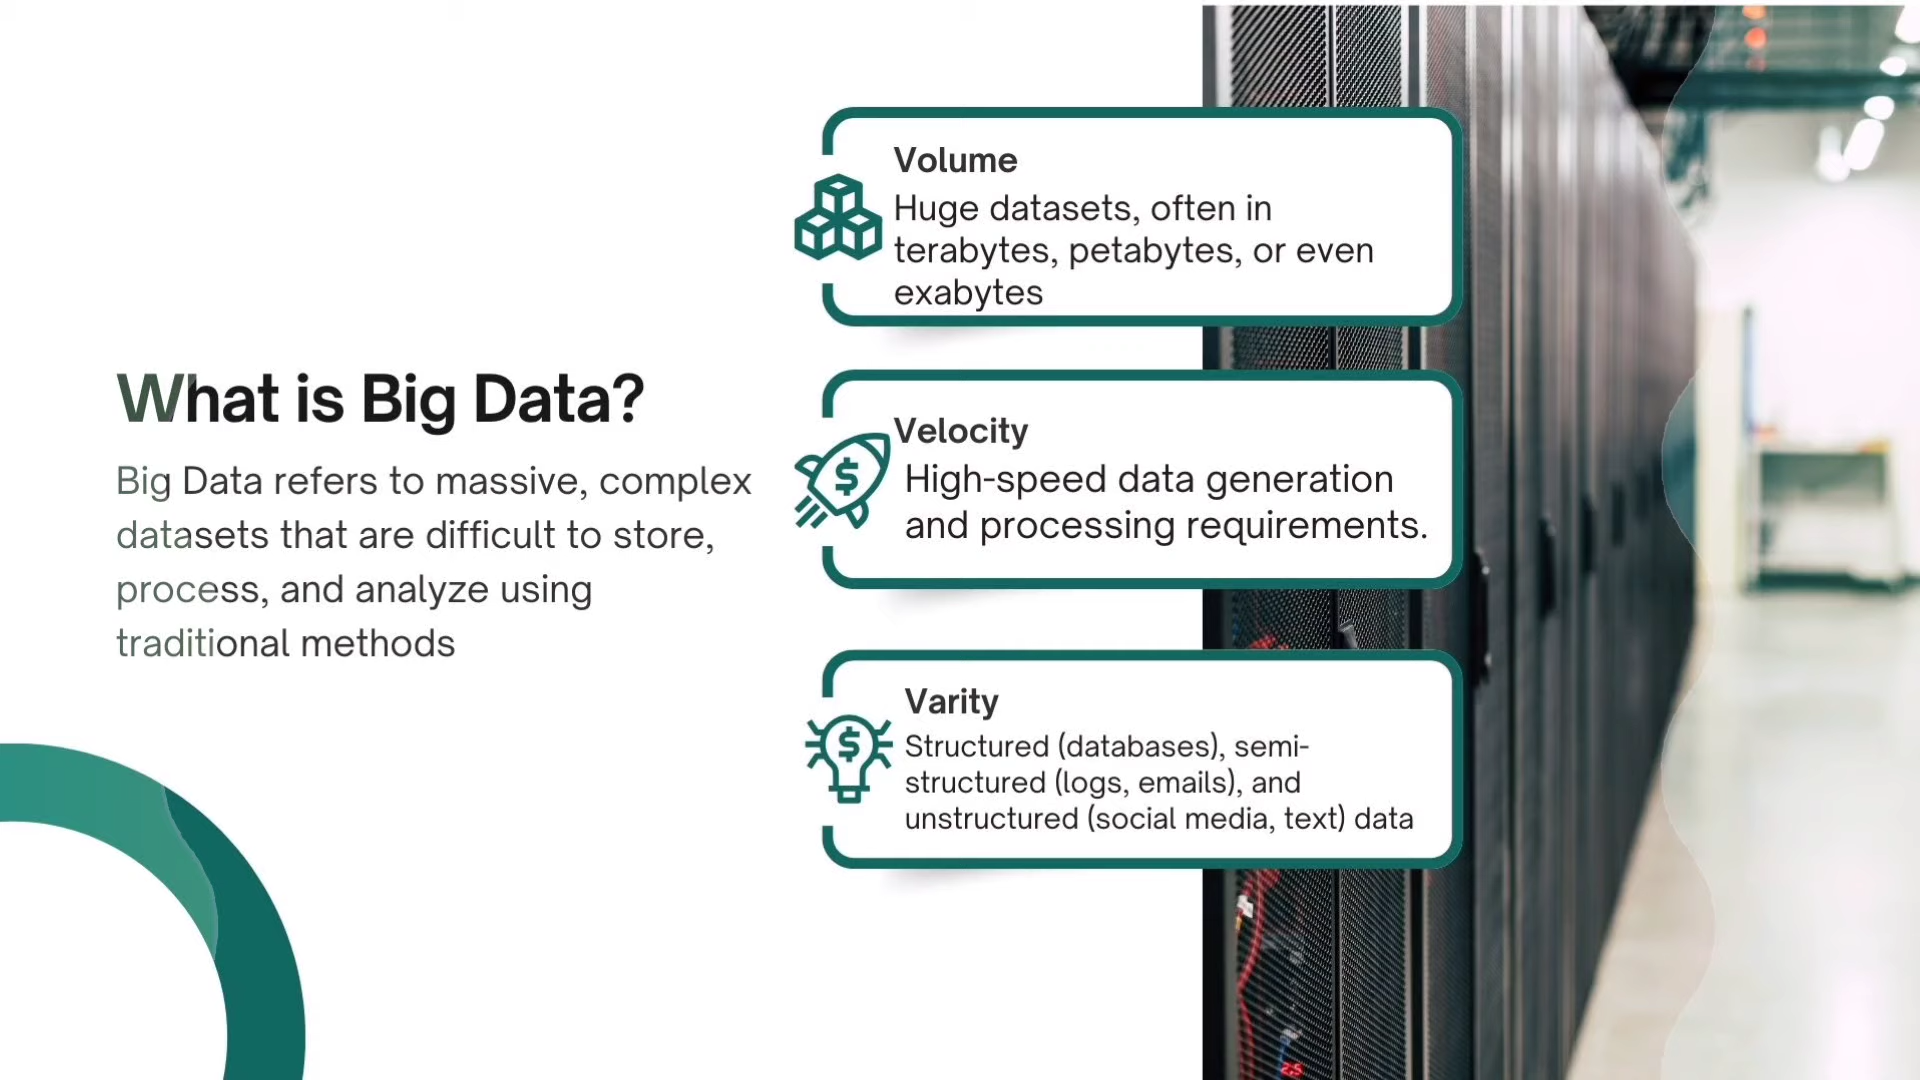 What is Big Data?
Big Data refers to massive, complex
datasets that are difficult to store,
process, and analyze using
traditional methods
Volume
Huge datasets, often in
terabytes, petabytes, or even
exabytes
Velocity
High-speed data generation
and processing requirements.
Varity
Structured (databases), semi-
structured (logs, emails), and
unstructured (social media, text) data